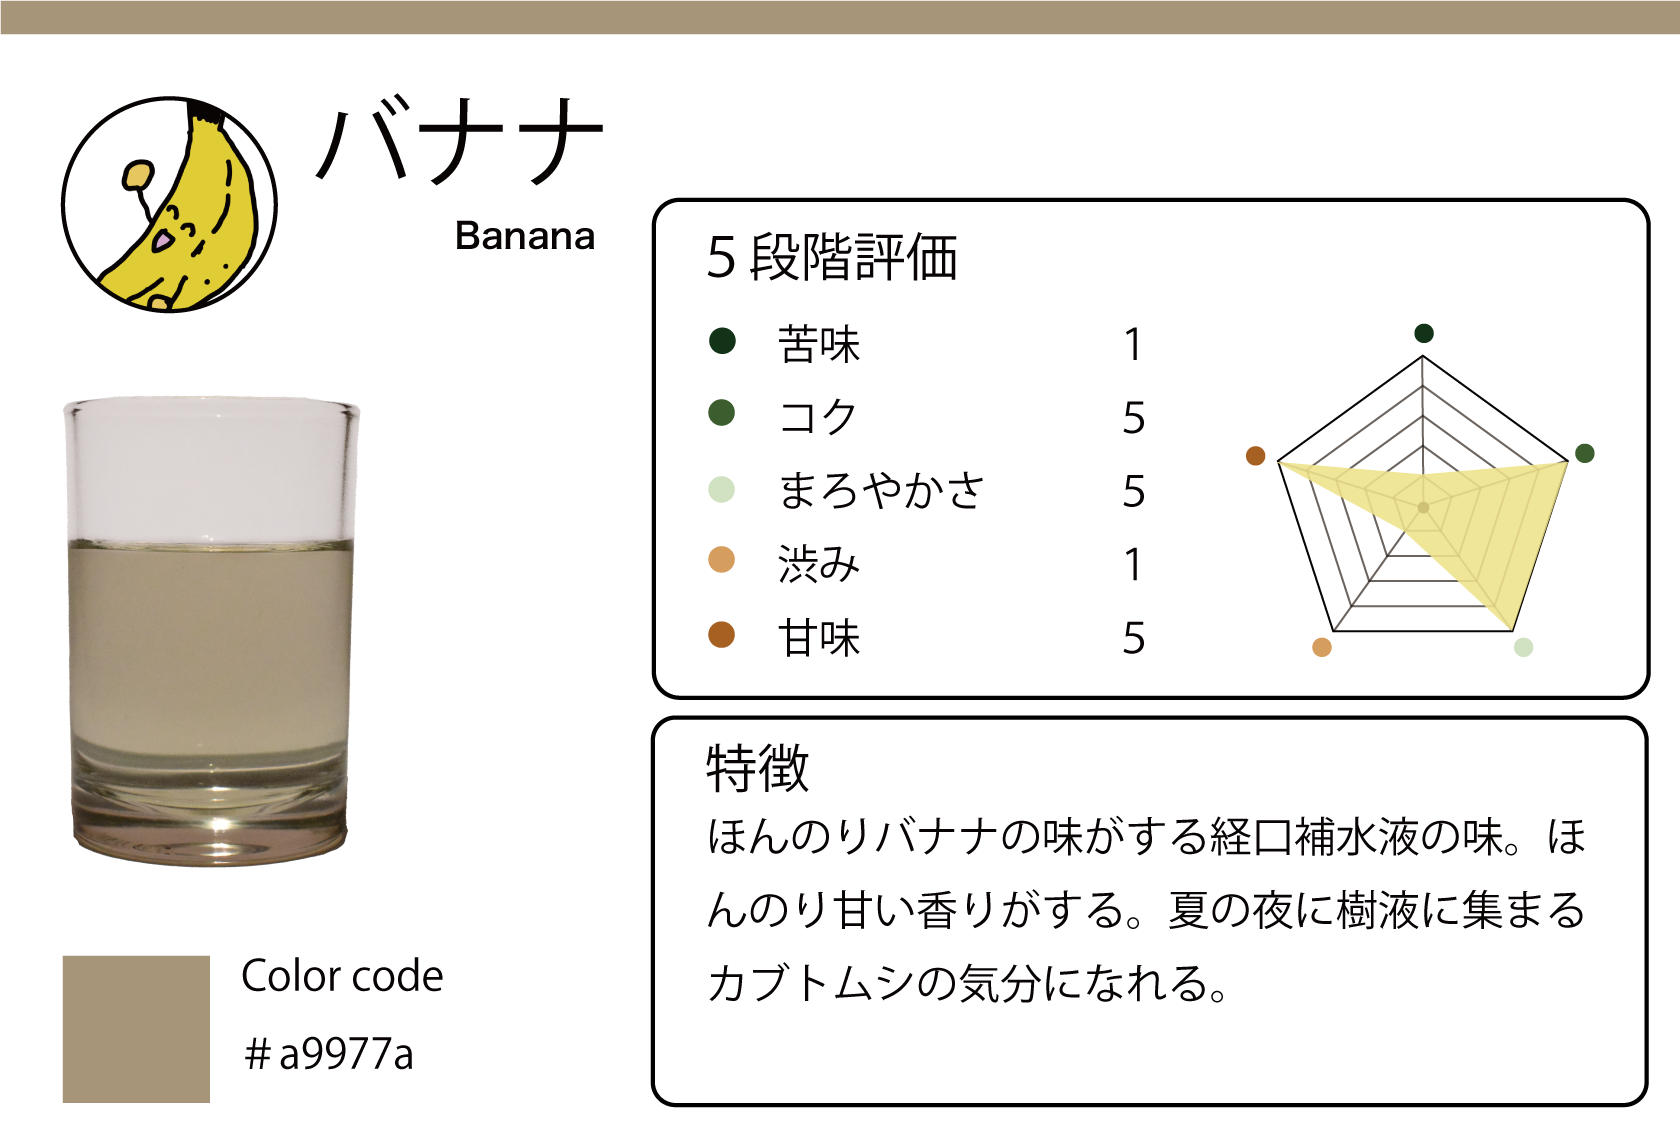 バナナ
Banana
5 段階評価
苦味 1
コク 5
まろやかさ 5
渋み 1
甘味 5
特徴
ほんのりバナナの味がする経口補水液の味。ほ
んのり甘い香りがする。夏の夜に樹液に集まる
カブトムシの気分になれる。
Color code
# a9977a